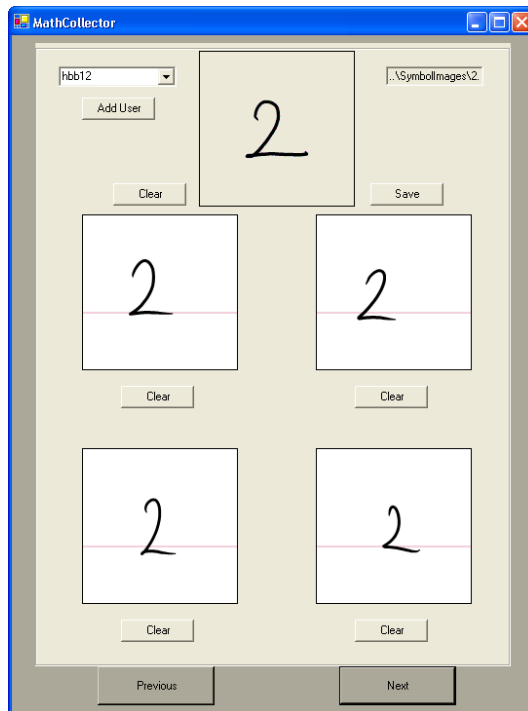 MathCollector
hbb12
..\SymbolImages\2.
Add User
2
Clear
Save
2
2
Clear
Clear
2
2
Clear
Clear
Previous
Next